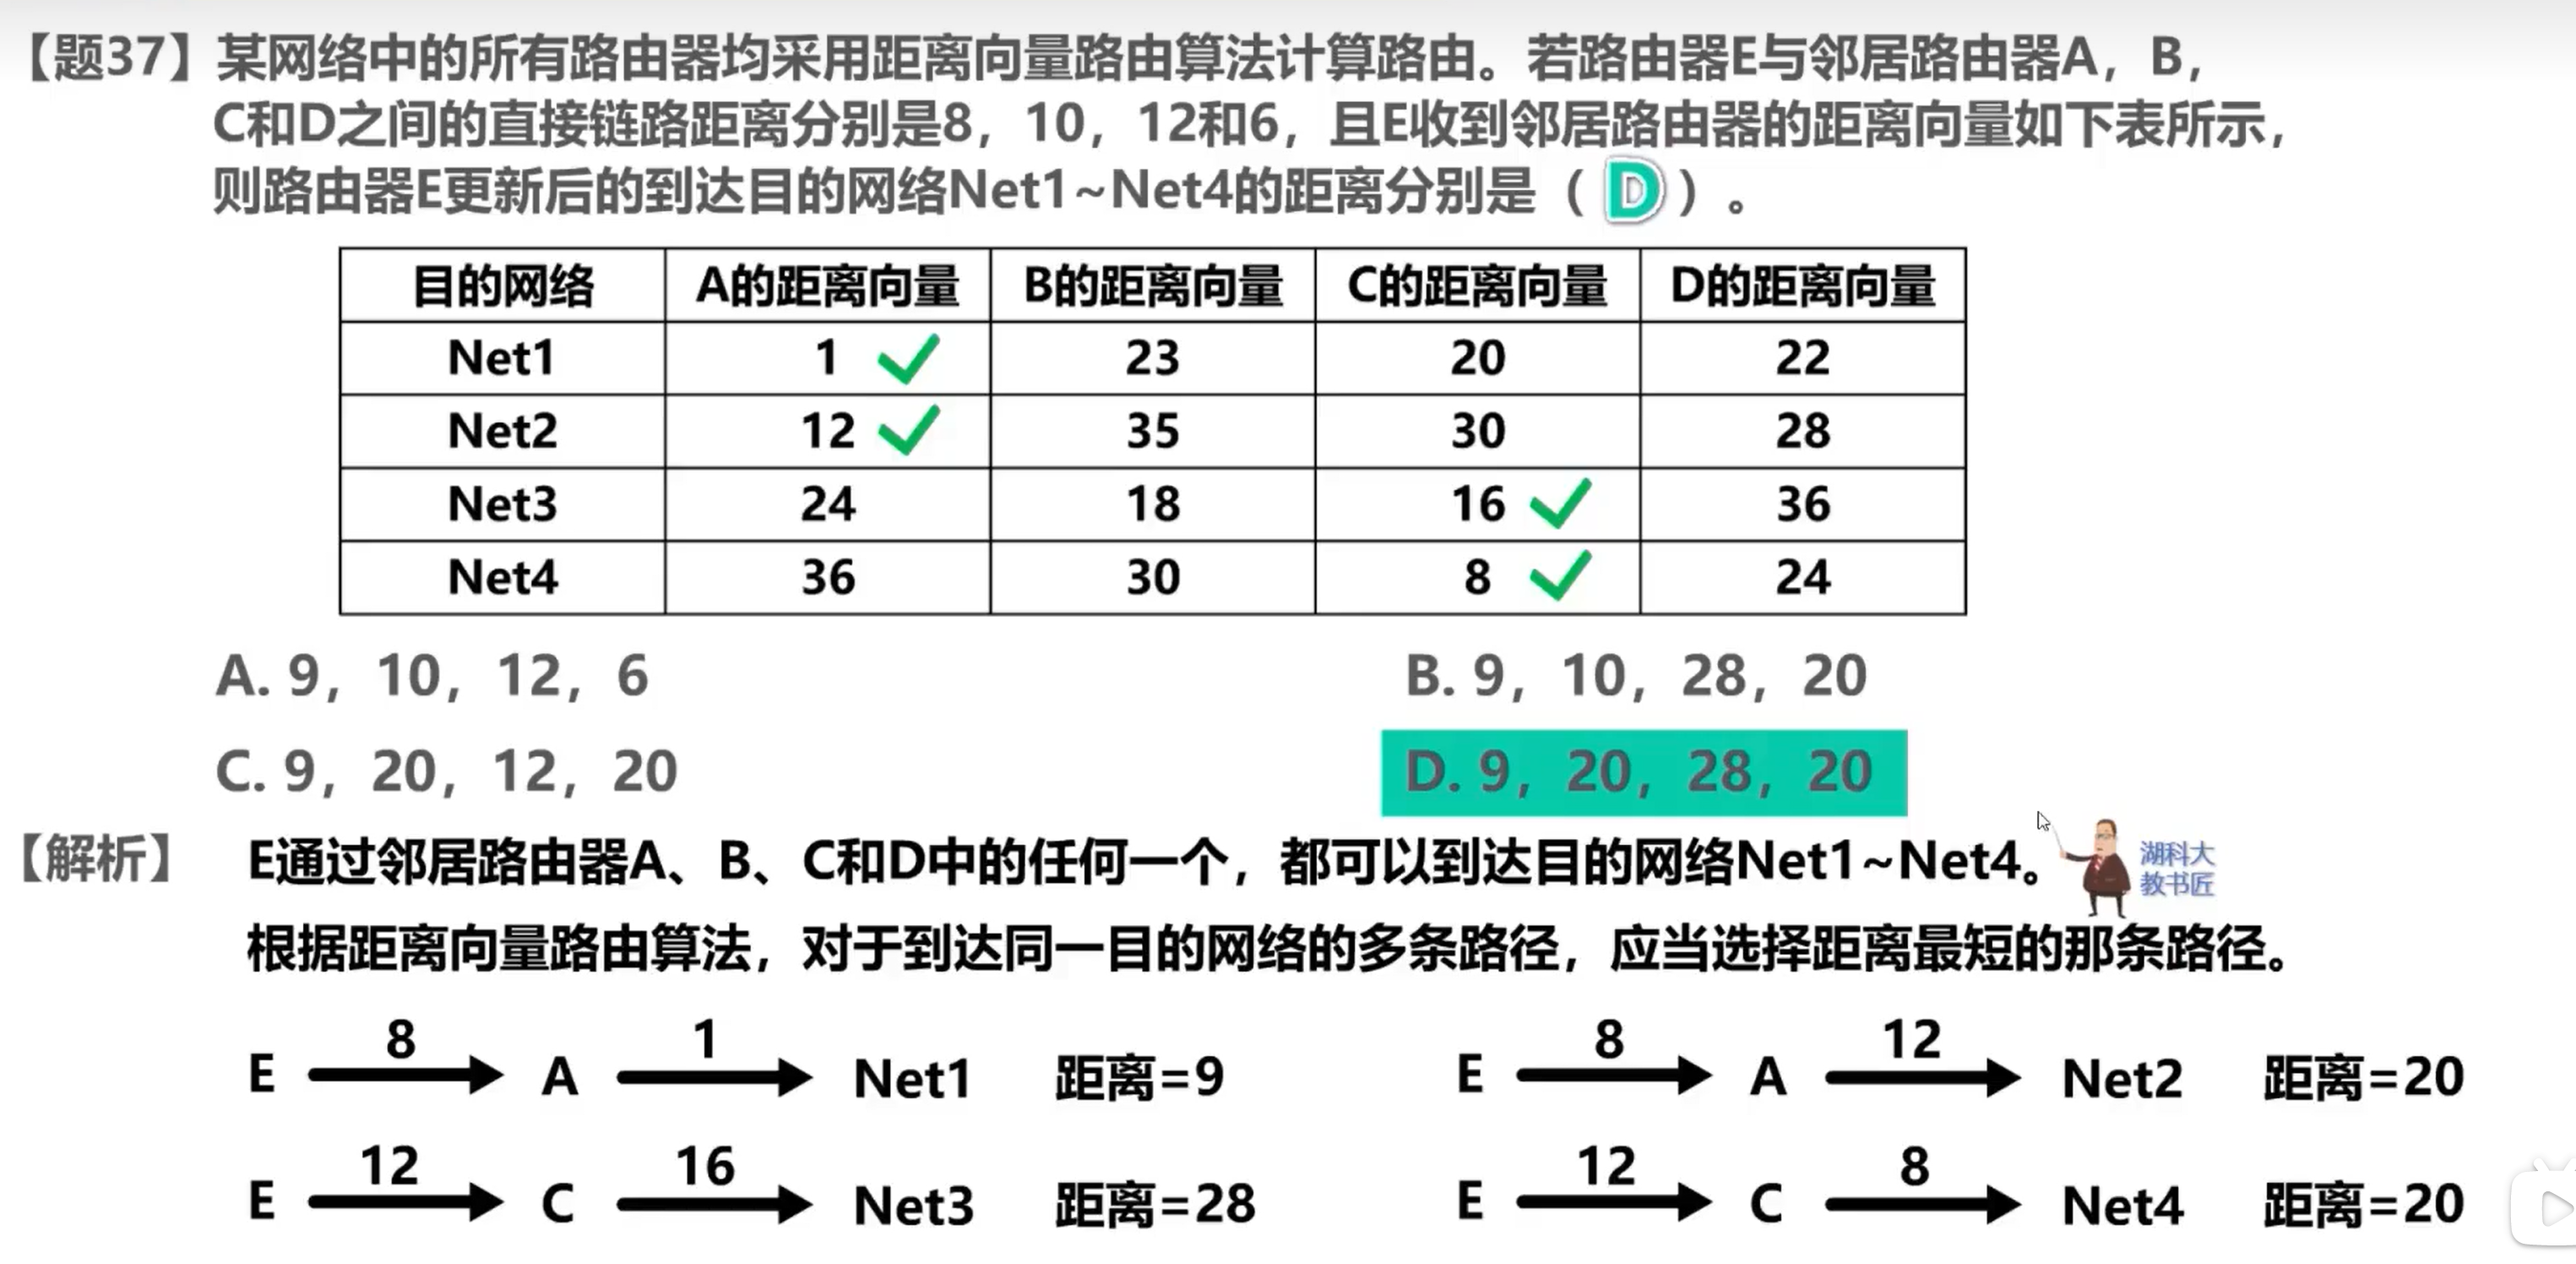 【题37】某网络中的所有路由器均采用距离向量路由算法计算路由。若路由器E与邻居路由器A，B，
C和D之间的直接链路距离分别是8，10，12和6，且E收到邻居路由器的距离向量如下表所示，
则路由器E更新后的到达目的网络Net1~Net4的距离分别是（ D ）。
目的网络 A的距离向量 B的距离向量 C的距离向量 D的距离向量
Net1 1 23 20 22
Net2 12 35 30 28
Net3 24 18 16 36
Net4 36 30 8 24
A. 9，10，12，6 B. 9，10，28，20
C. 9，20，12，20 D. 9，20，28，20
【解析】 E通过邻居路由器A、B、C和D中的任何一个，都可以到达目的网络Net1~Net4。
湖科大
教书匠
根据距离向量路由算法，对于到达同一目的网络的多条路径，应当选择距离最短的那条路径。
8 1 8 12
E A Net1 距离=9 E A Net2 距离=20
12 16 12 8
E C Net3 距离=28 E C Net4 距离=20